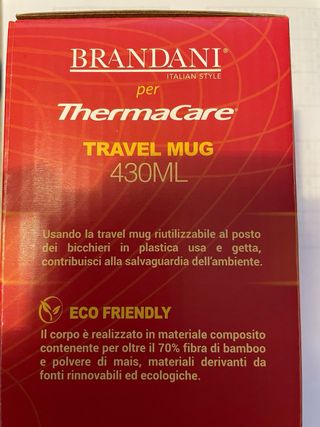 BRANDANI®
ITALIAN STYLE
per
ThermaCare®
TRAVEL MUG
430ML
Usando la travel mug riutilizzabile al posto
dei bicchieri in plastica usa e getta,
contribuisci alla salvaguardia dell'ambiente.
ECO FRIENDLY
Il corpo è realizzato in materiale composito
contenente per oltre il 70% fibra di bamboo
e polvere di mais, materiali derivanti da
fonti rinnovabili ed ecologiche.